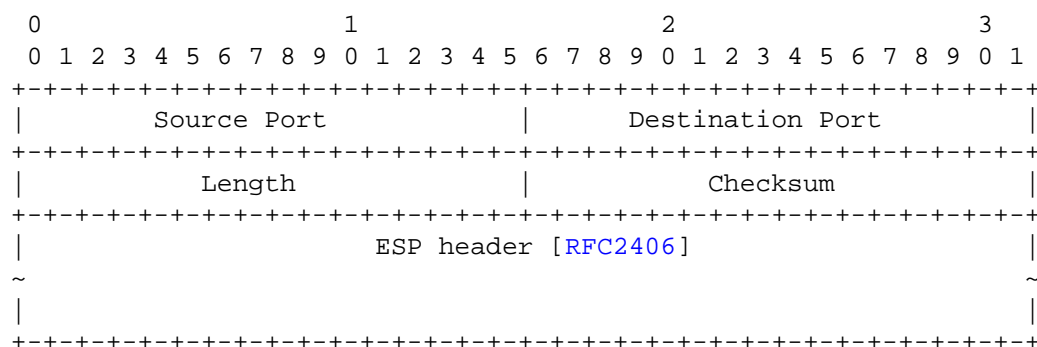 0                   1                   2                   3
0 1 2 3 4 5 6 7 8 9 0 1 2 3 4 5 6 7 8 9 0 1 2 3 4 5 6 7 8 9 0 1
+-+-+-+-+-+-+-+-+-+-+-+-+-+-+-+-+-+-+-+-+-+-+-+-+-+-+-+-+-+-+-+-+
|        Source Port            |      Destination Port         |
+-+-+-+-+-+-+-+-+-+-+-+-+-+-+-+-+-+-+-+-+-+-+-+-+-+-+-+-+-+-+-+-+
|           Length              |           Checksum            |
+-+-+-+-+-+-+-+-+-+-+-+-+-+-+-+-+-+-+-+-+-+-+-+-+-+-+-+-+-+-+-+-+
|                      ESP header [RFC2406]                     |
~                                                               ~
|                                                               |
+-+-+-+-+-+-+-+-+-+-+-+-+-+-+-+-+-+-+-+-+-+-+-+-+-+-+-+-+-+-+-+-+